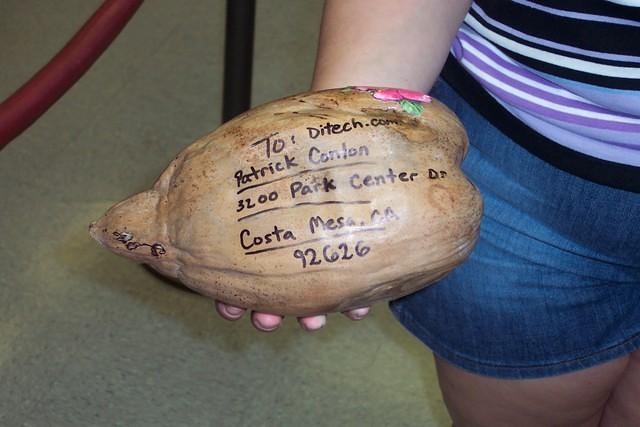 To: Ditech.com
Patrick Conlon
3200 Park Center Dr
Costa Mesa, CA
92626